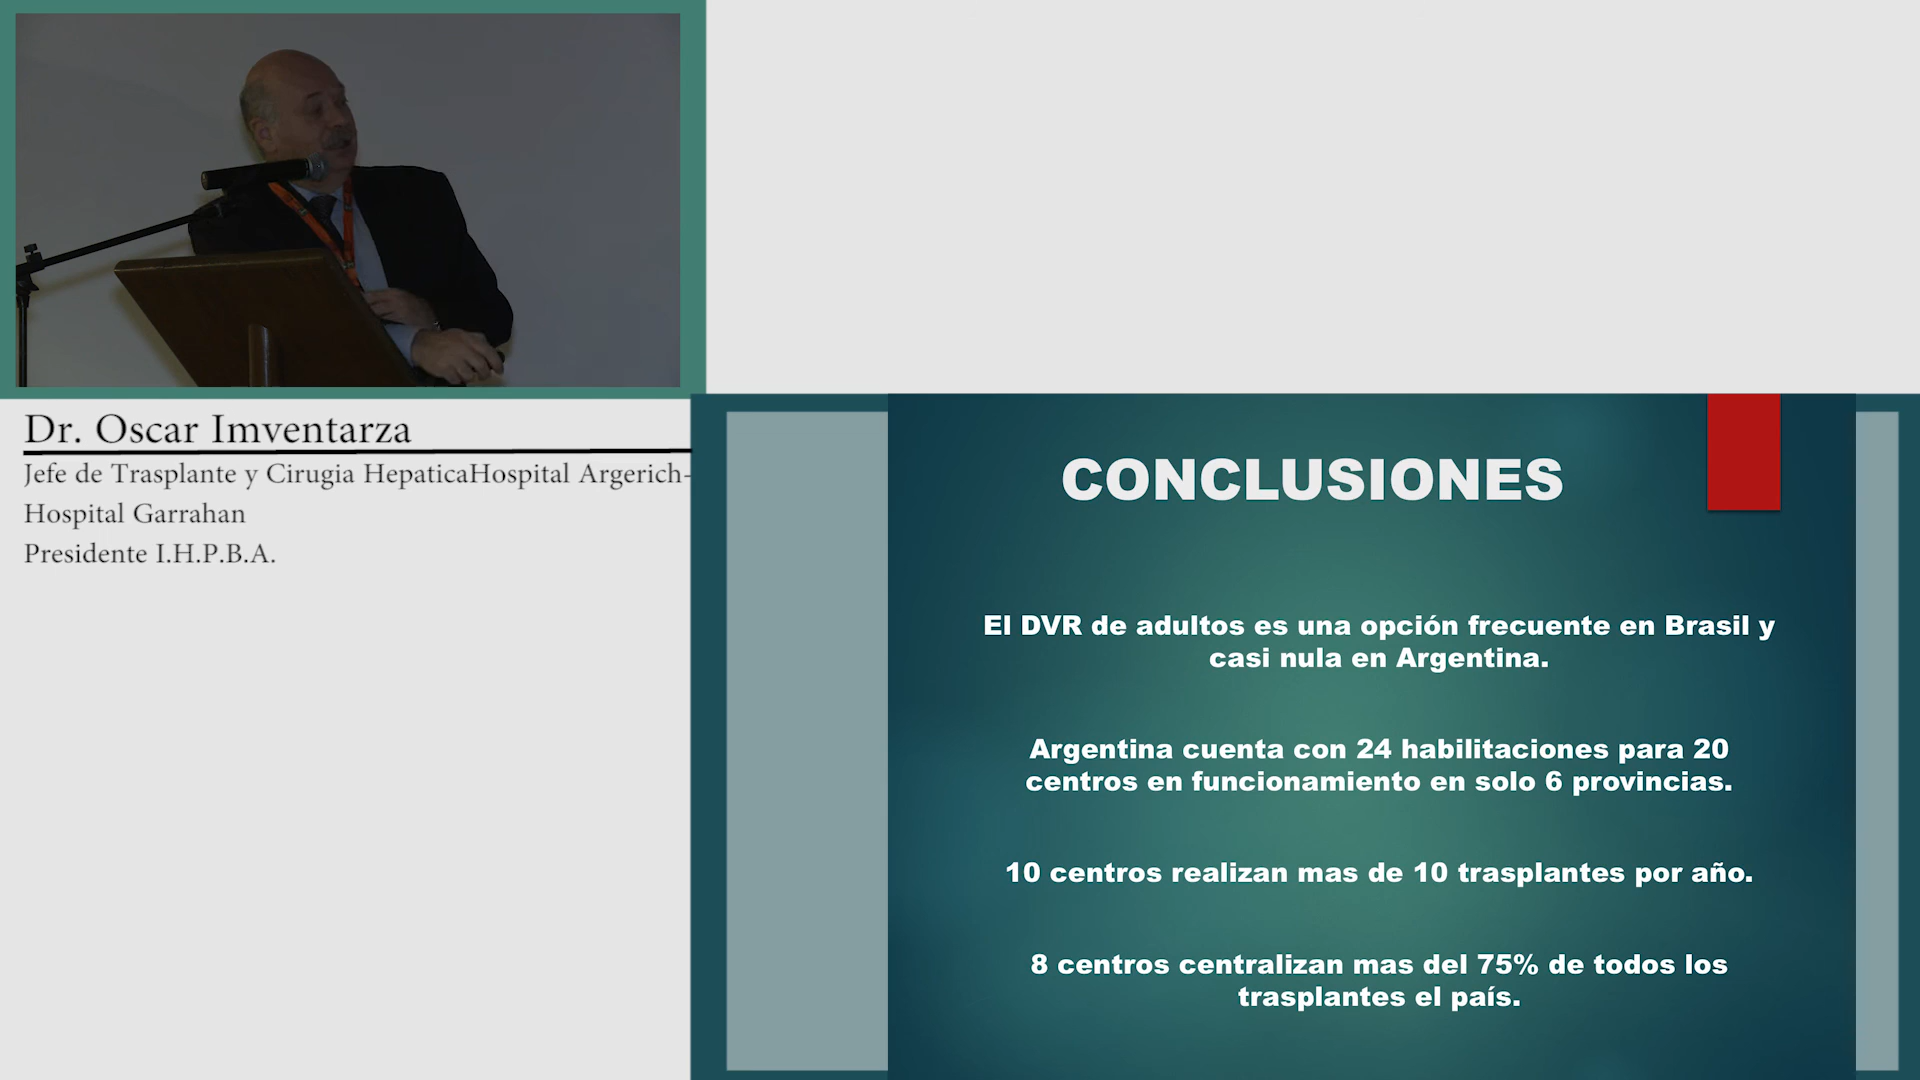 Dr. Oscar Imventarza
Jefe de Trasplante y Cirugia HepaticaHospital Argerich-
Hospital Garrahan
Presidente I.H.P.B.A.
CONCLUSIONES
El DVR de adultos es una opción frecuente en Brasil y
casi nula en Argentina.
Argentina cuenta con 24 habilitaciones para 20
centros en funcionamiento en solo 6 provincias.
10 centros realizan mas de 10 trasplantes por año.
8 centros centralizan mas del 75% de todos los
trasplantes el país.